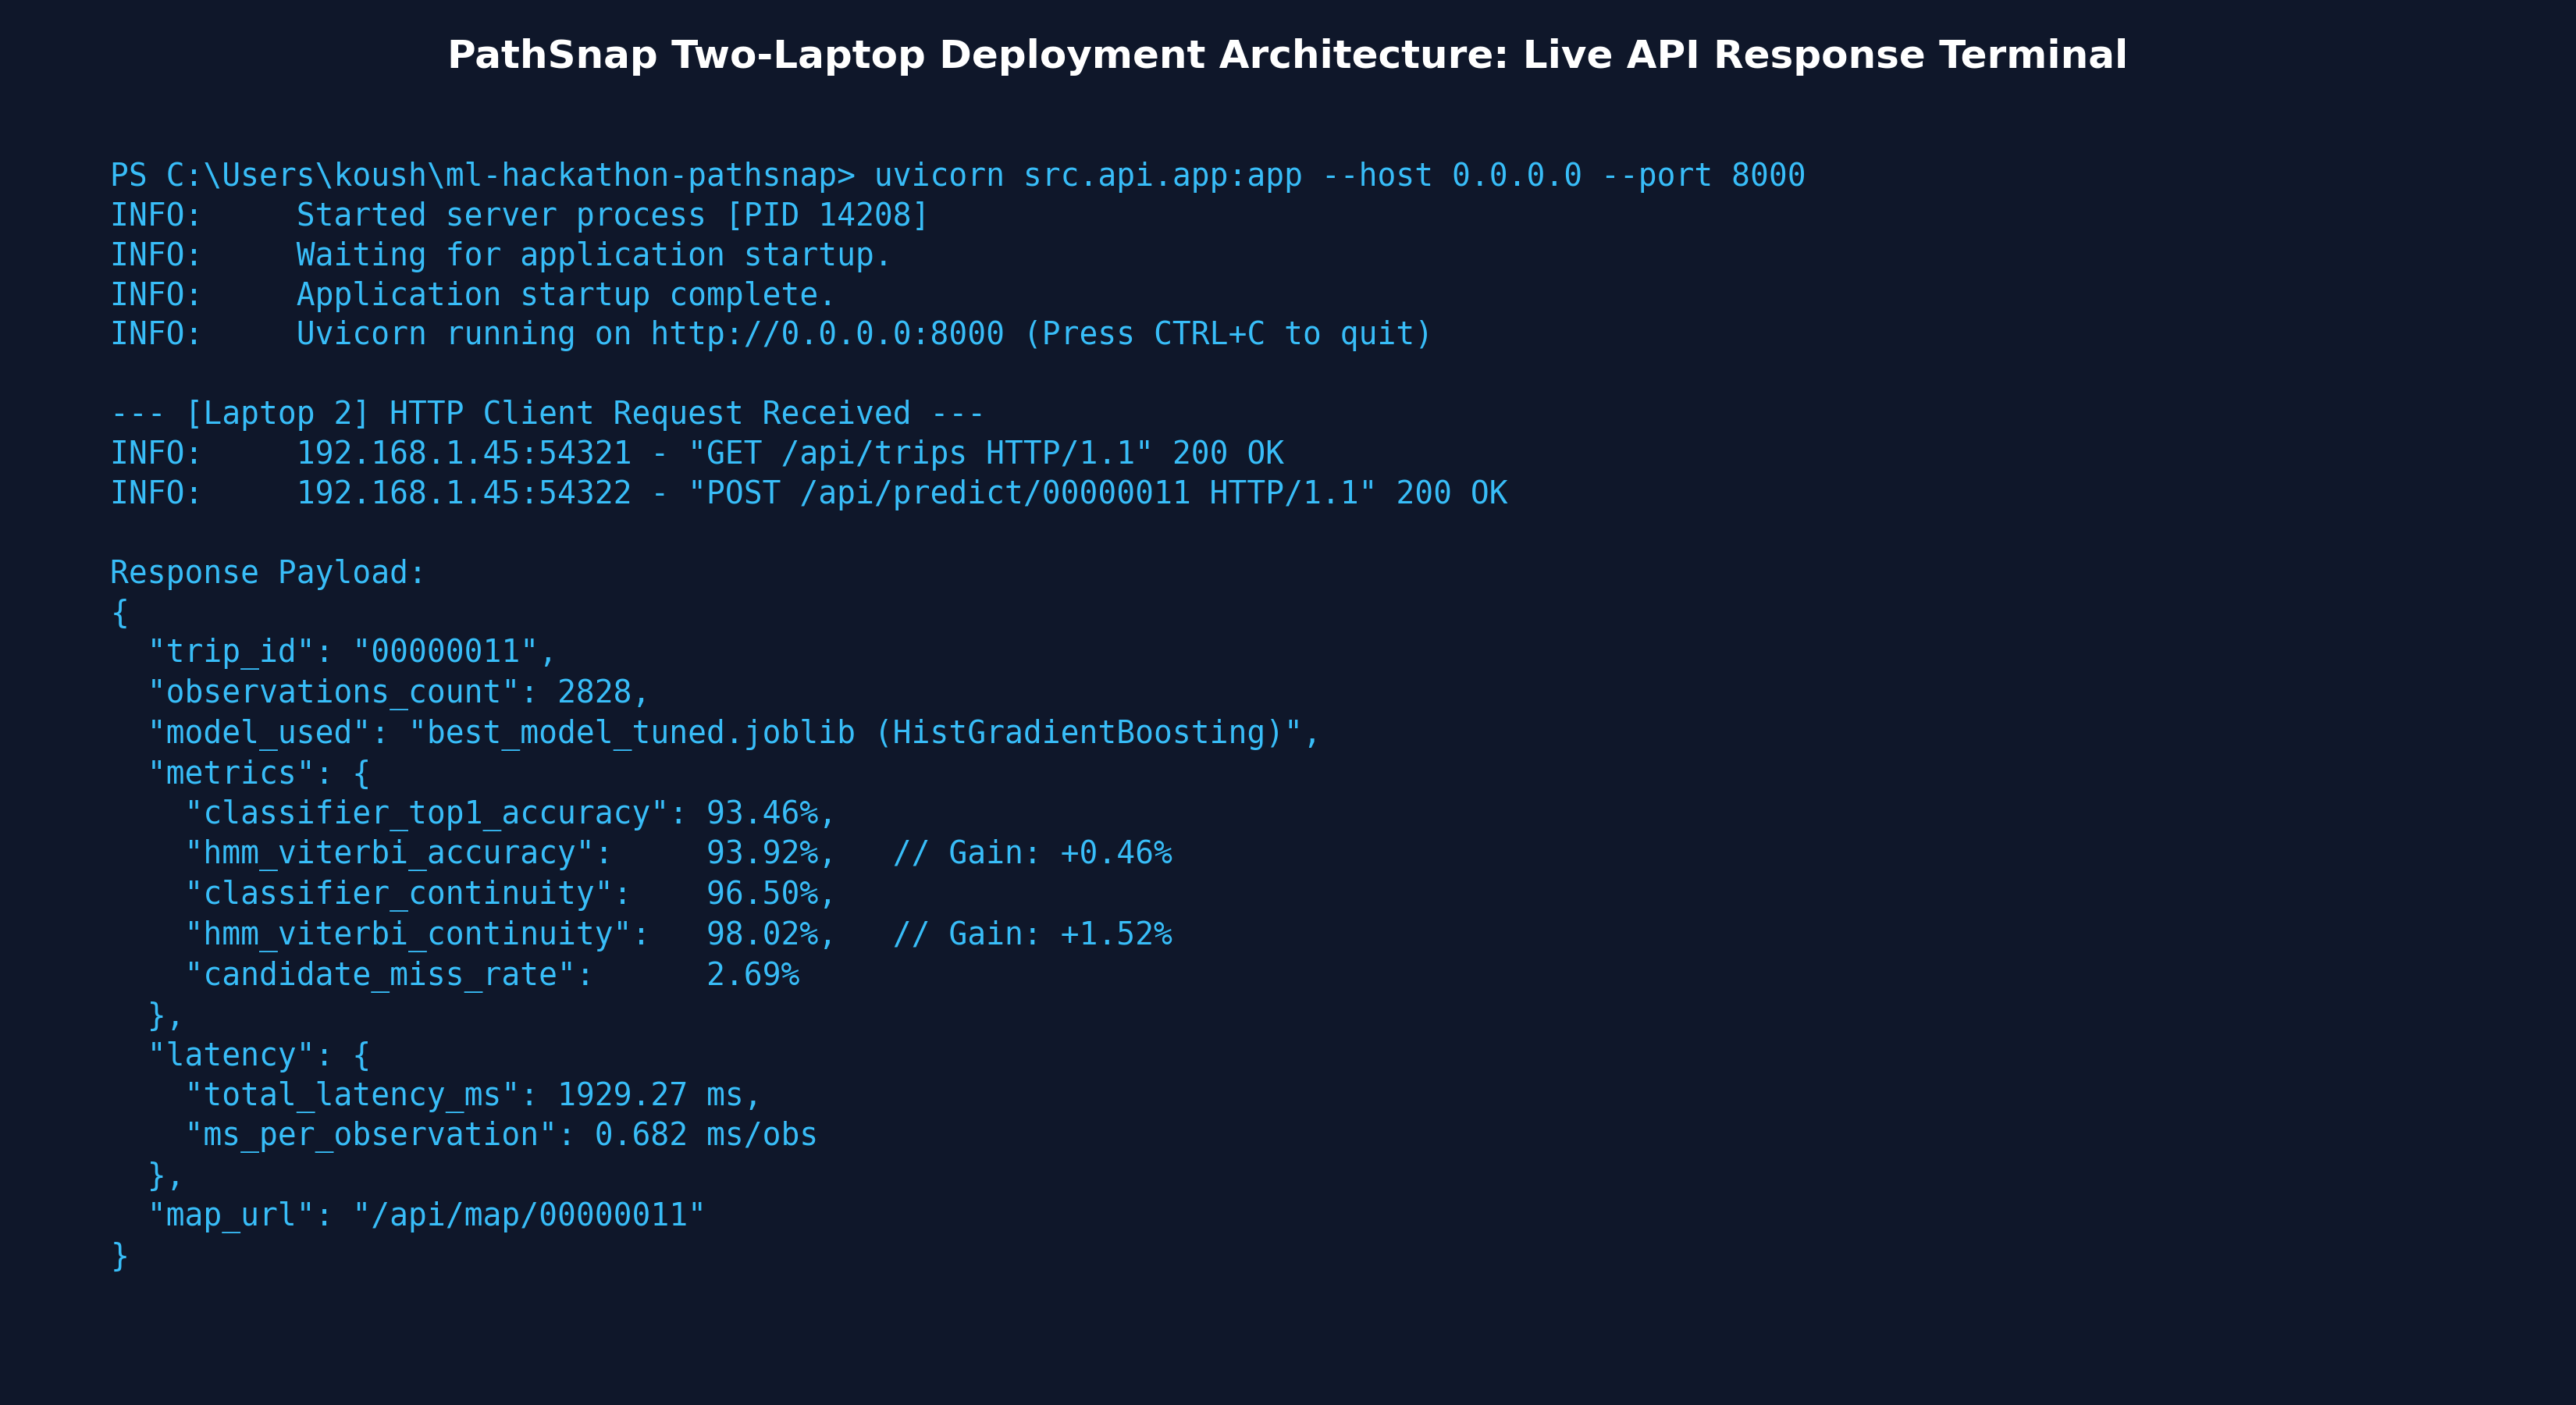 PathSnap Two-Laptop Deployment Architecture: Live API Response Terminal
PS C:\Users\koush\ml-hackathon-pathsnap> uvicorn src.api.app:app --host 0.0.0.0 --port 8000
INFO:     Started server process [PID 14208]
INFO:     Waiting for application startup.
INFO:     Application startup complete.
INFO:     Uvicorn running on http://0.0.0.0:8000 (Press CTRL+C to quit)
--- [Laptop 2] HTTP Client Request Received ---
INFO:     192.168.1.45:54321 - "GET /api/trips HTTP/1.1" 200 OK
INFO:     192.168.1.45:54322 - "POST /api/predict/00000011 HTTP/1.1" 200 OK
Response Payload:
{
  "trip_id": "00000011",
  "observations_count": 2828,
  "model_used": "best_model_tuned.joblib (HistGradientBoosting)",
  "metrics": {
    "classifier_top1_accuracy": 93.46%,
    "hmm_viterbi_accuracy":     93.92%,   // Gain: +0.46%
    "classifier_continuity":    96.50%,
    "hmm_viterbi_continuity":   98.02%,   // Gain: +1.52%
    "candidate_miss_rate":      2.69%
  },
  "latency": {
    "total_latency_ms": 1929.27 ms,
    "ms_per_observation": 0.682 ms/obs
  },
  "map_url": "/api/map/00000011"
}